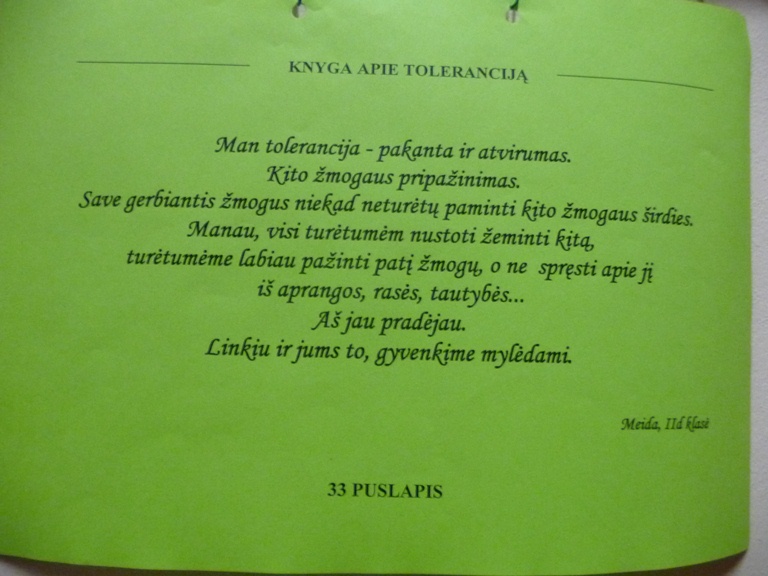 KNYGA APIE TOLERANCIJĄ
Man tolerancija - pakanta ir atvirumas.
Kito žmogaus pripažinimas.
Save gerbiantis žmogus niekad neturėtų paminti kito žmogaus širdies.
Manau, visi turėtumėm nustoti žeminti kitą,
turėtumėme labiau pažinti patį žmogų, o ne spręsti apie jį
iš aprangos, rasės, tautybės...
Aš jau pradėjau.
Linkiu ir jums to, gyvenkime mylėdami.
Meida, IId klasė
33 PUSLAPIS